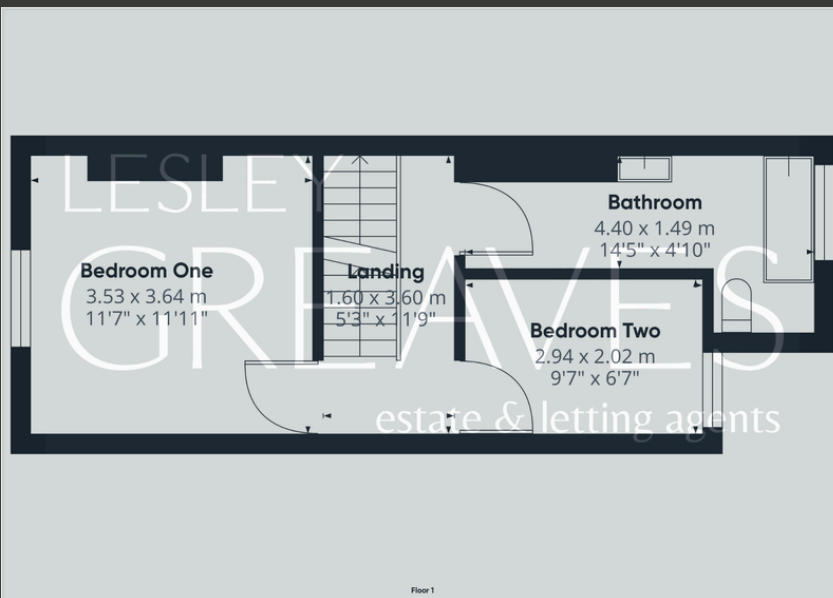 LESLEY
GREAVES
estate & letting agents
Bedroom One
3.53 x 3.64 m
11'7" x 11'11"
Landing
1.60 x 3.60 m
5'3" x 11'9"
Bathroom
4.40 x 1.49 m
14'5" x 4'10"
Bedroom Two
2.94 x 2.02 m
9'7" x 6'7"
Floor 1